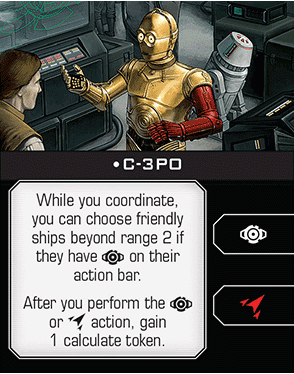 •C-3PO
While you coordinate,
you can choose friendly
ships beyond range 2 if
they have on their
action bar.
After you perform the
or action, gain
1 calculate token.